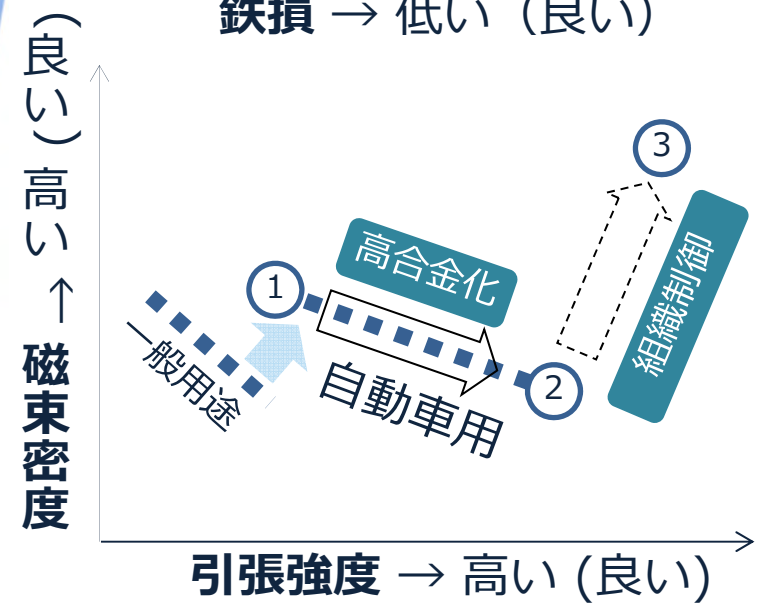 鉄損 → 低い（良い）
磁束密度 → 高い（良い）
③
高合金化
①
組織制御
一般用途
自動車用
②
引張強度 → 高い (良い)